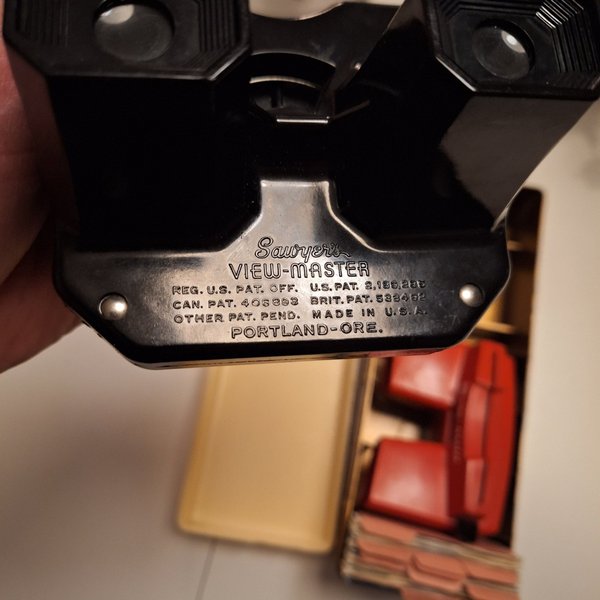 Sawyer's
VIEW-MASTER
REG. U.S. PAT. OFF. U.S. PAT. 2,189,285
CAN. PAT. 406393 BRIT. PAT. 532492
OTHER PAT. PEND. MADE IN U.S.A.
PORTLAND-ORE.